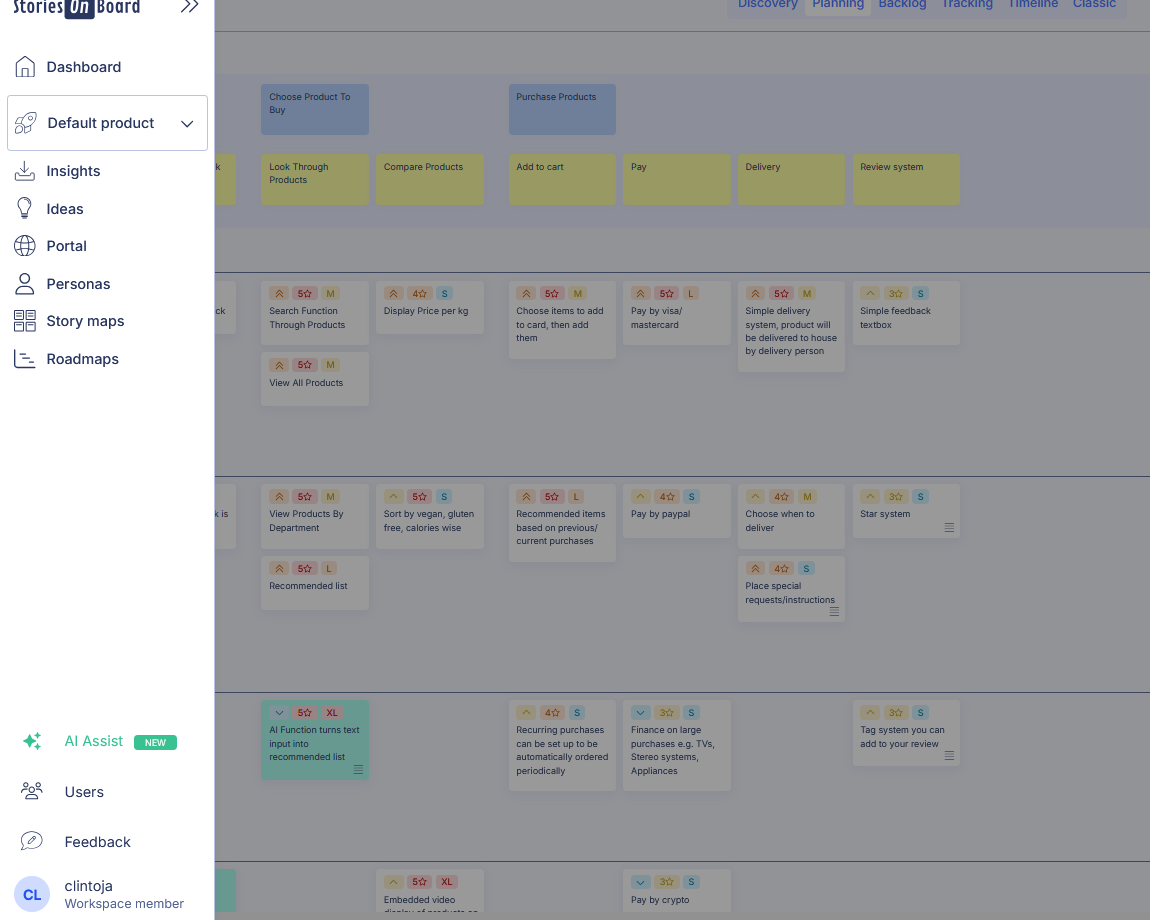 Stories On Board
Discovery Planning Backlog Tracking Timeline Classic
Dashboard
Default product
Insights
Ideas
Portal
Personas
Story maps
Roadmaps
AI Assist NEW
Users
Feedback
CL
clintoja
Workspace member
Choose Product To
Buy
Purchase Products
k
Look Through
Products
Compare Products
Add to cart
Pay
Delivery
Review system
ck
5 M
Search Function
Through Products
4 S
Display Price per kg
5 M
Choose items to add
to card, then add
them
5 L
Pay by visa/
mastercard
5 M
Simple delivery
system, product will
be delivered to house
by delivery person
3 S
Simple feedback
textbox
5 M
View All Products
k is
5 M
View Products By
Department
5 S
Sort by vegan, gluten
free, calories wise
5 L
Recommended items
based on previous/
current purchases
4 S
Pay by paypal
4 M
Choose when to
deliver
3 S
Star system
5 L
Recommended list
4 S
Place special
requests/instructions
5 XL
AI Function turns text
input into
recommended list
4 S
Recurring purchases
can be set up to be
automatically ordered
periodically
3 S
Finance on large
purchases e.g. TVs,
Stereo systems,
Appliances
3 S
Tag system you can
add to your review
5 XL
Embedded video
display of products
3 S
Pay by crypto